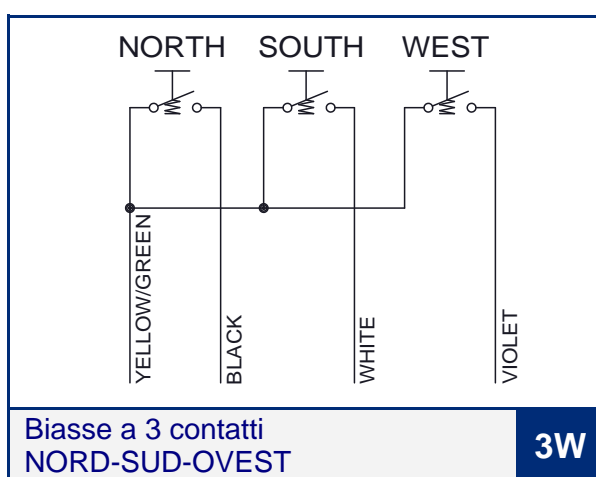 NORTH SOUTH WEST
YELLOW/GREEN
BLACK
WHITE
VIOLET
Biasse a 3 contatti
NORD-SUD-OVEST
3W